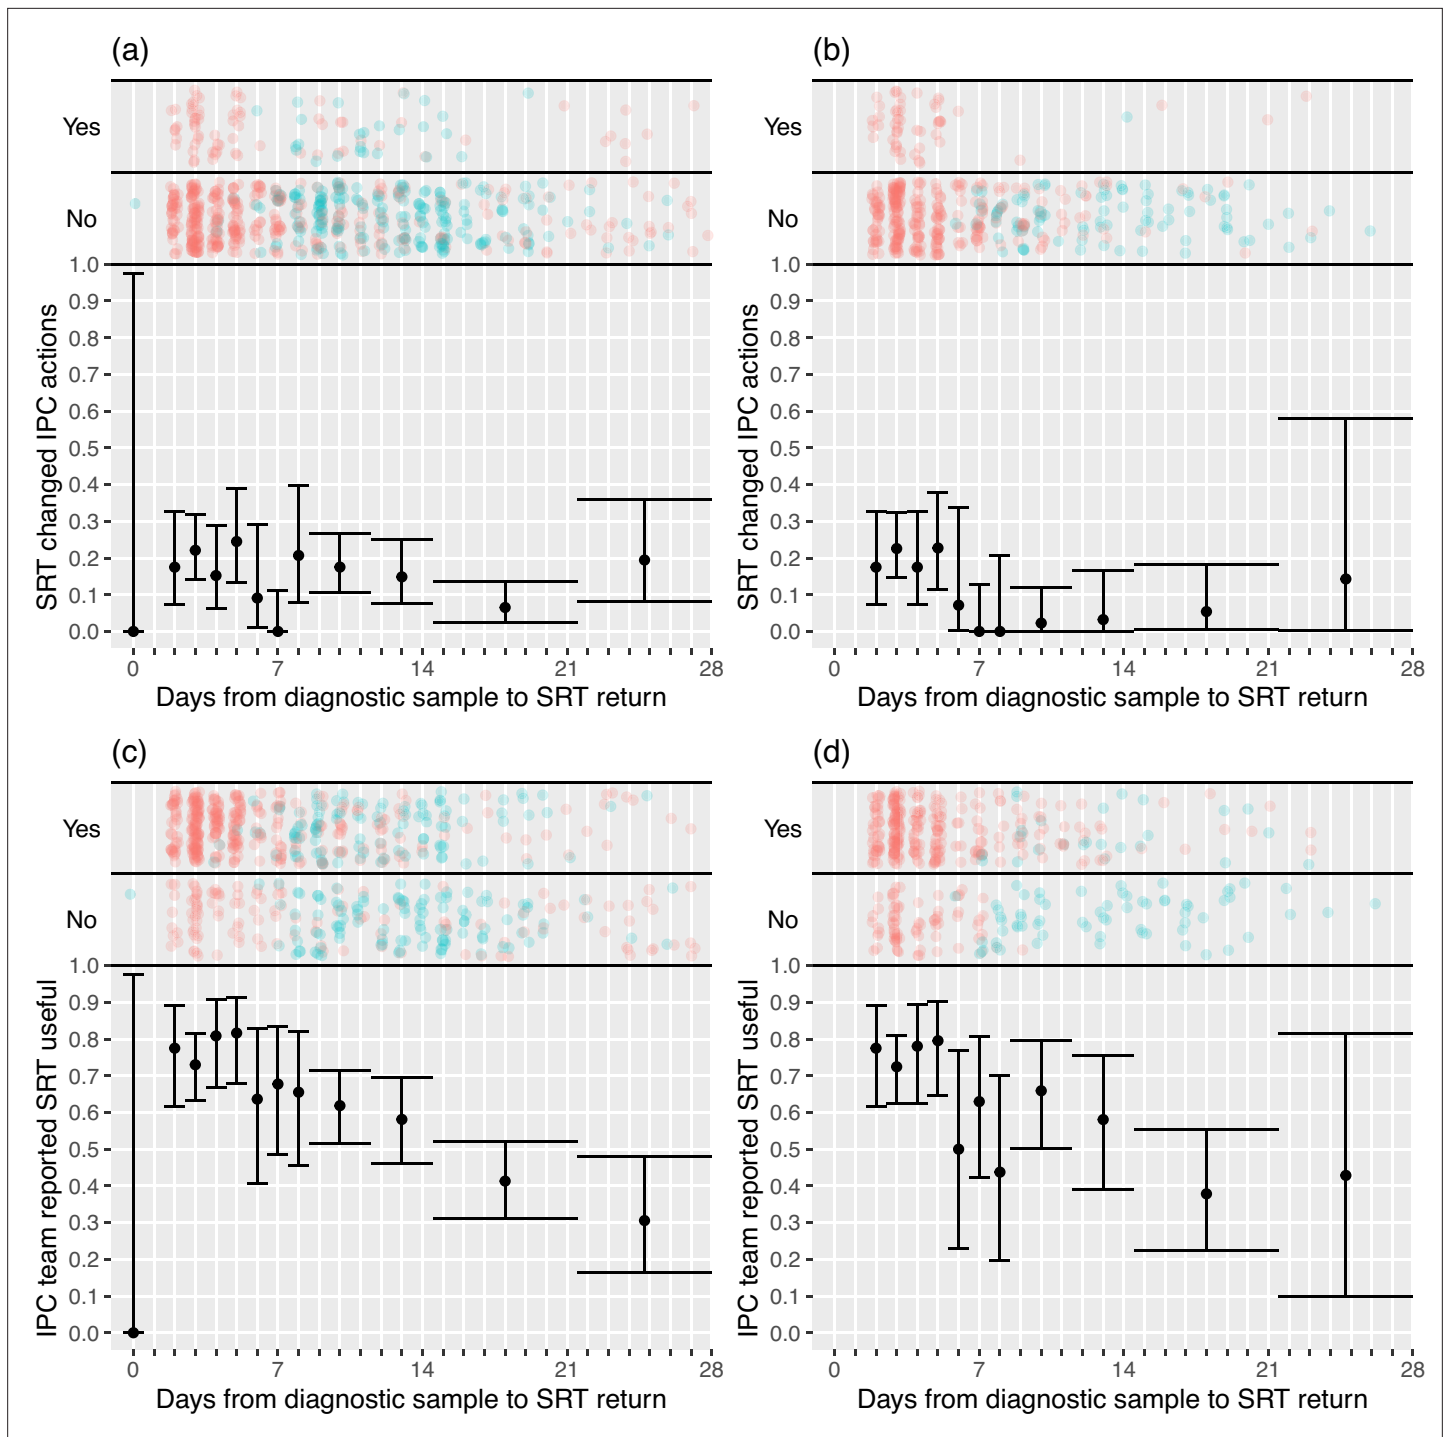 (a)
Yes
No
1.0
0.9
0.8
0.7
0.6
0.5
0.4
0.3
0.2
0.1
0.0
SRT changed IPC actions
0 7 14 21 28
Days from diagnostic sample to SRT return
(b)
Yes
No
1.0
0.9
0.8
0.7
0.6
0.5
0.4
0.3
0.2
0.1
0.0
SRT changed IPC actions
0 7 14 21 28
Days from diagnostic sample to SRT return
(c)
Yes
No
1.0
0.9
0.8
0.7
0.6
0.5
0.4
0.3
0.2
0.1
0.0
IPC team reported SRT useful
0 7 14 21 28
Days from diagnostic sample to SRT return
(d)
Yes
No
1.0
0.9
0.8
0.7
0.6
0.5
0.4
0.3
0.2
0.1
0.0
IPC team reported SRT useful
0 7 14 21 28
Days from diagnostic sample to SRT return